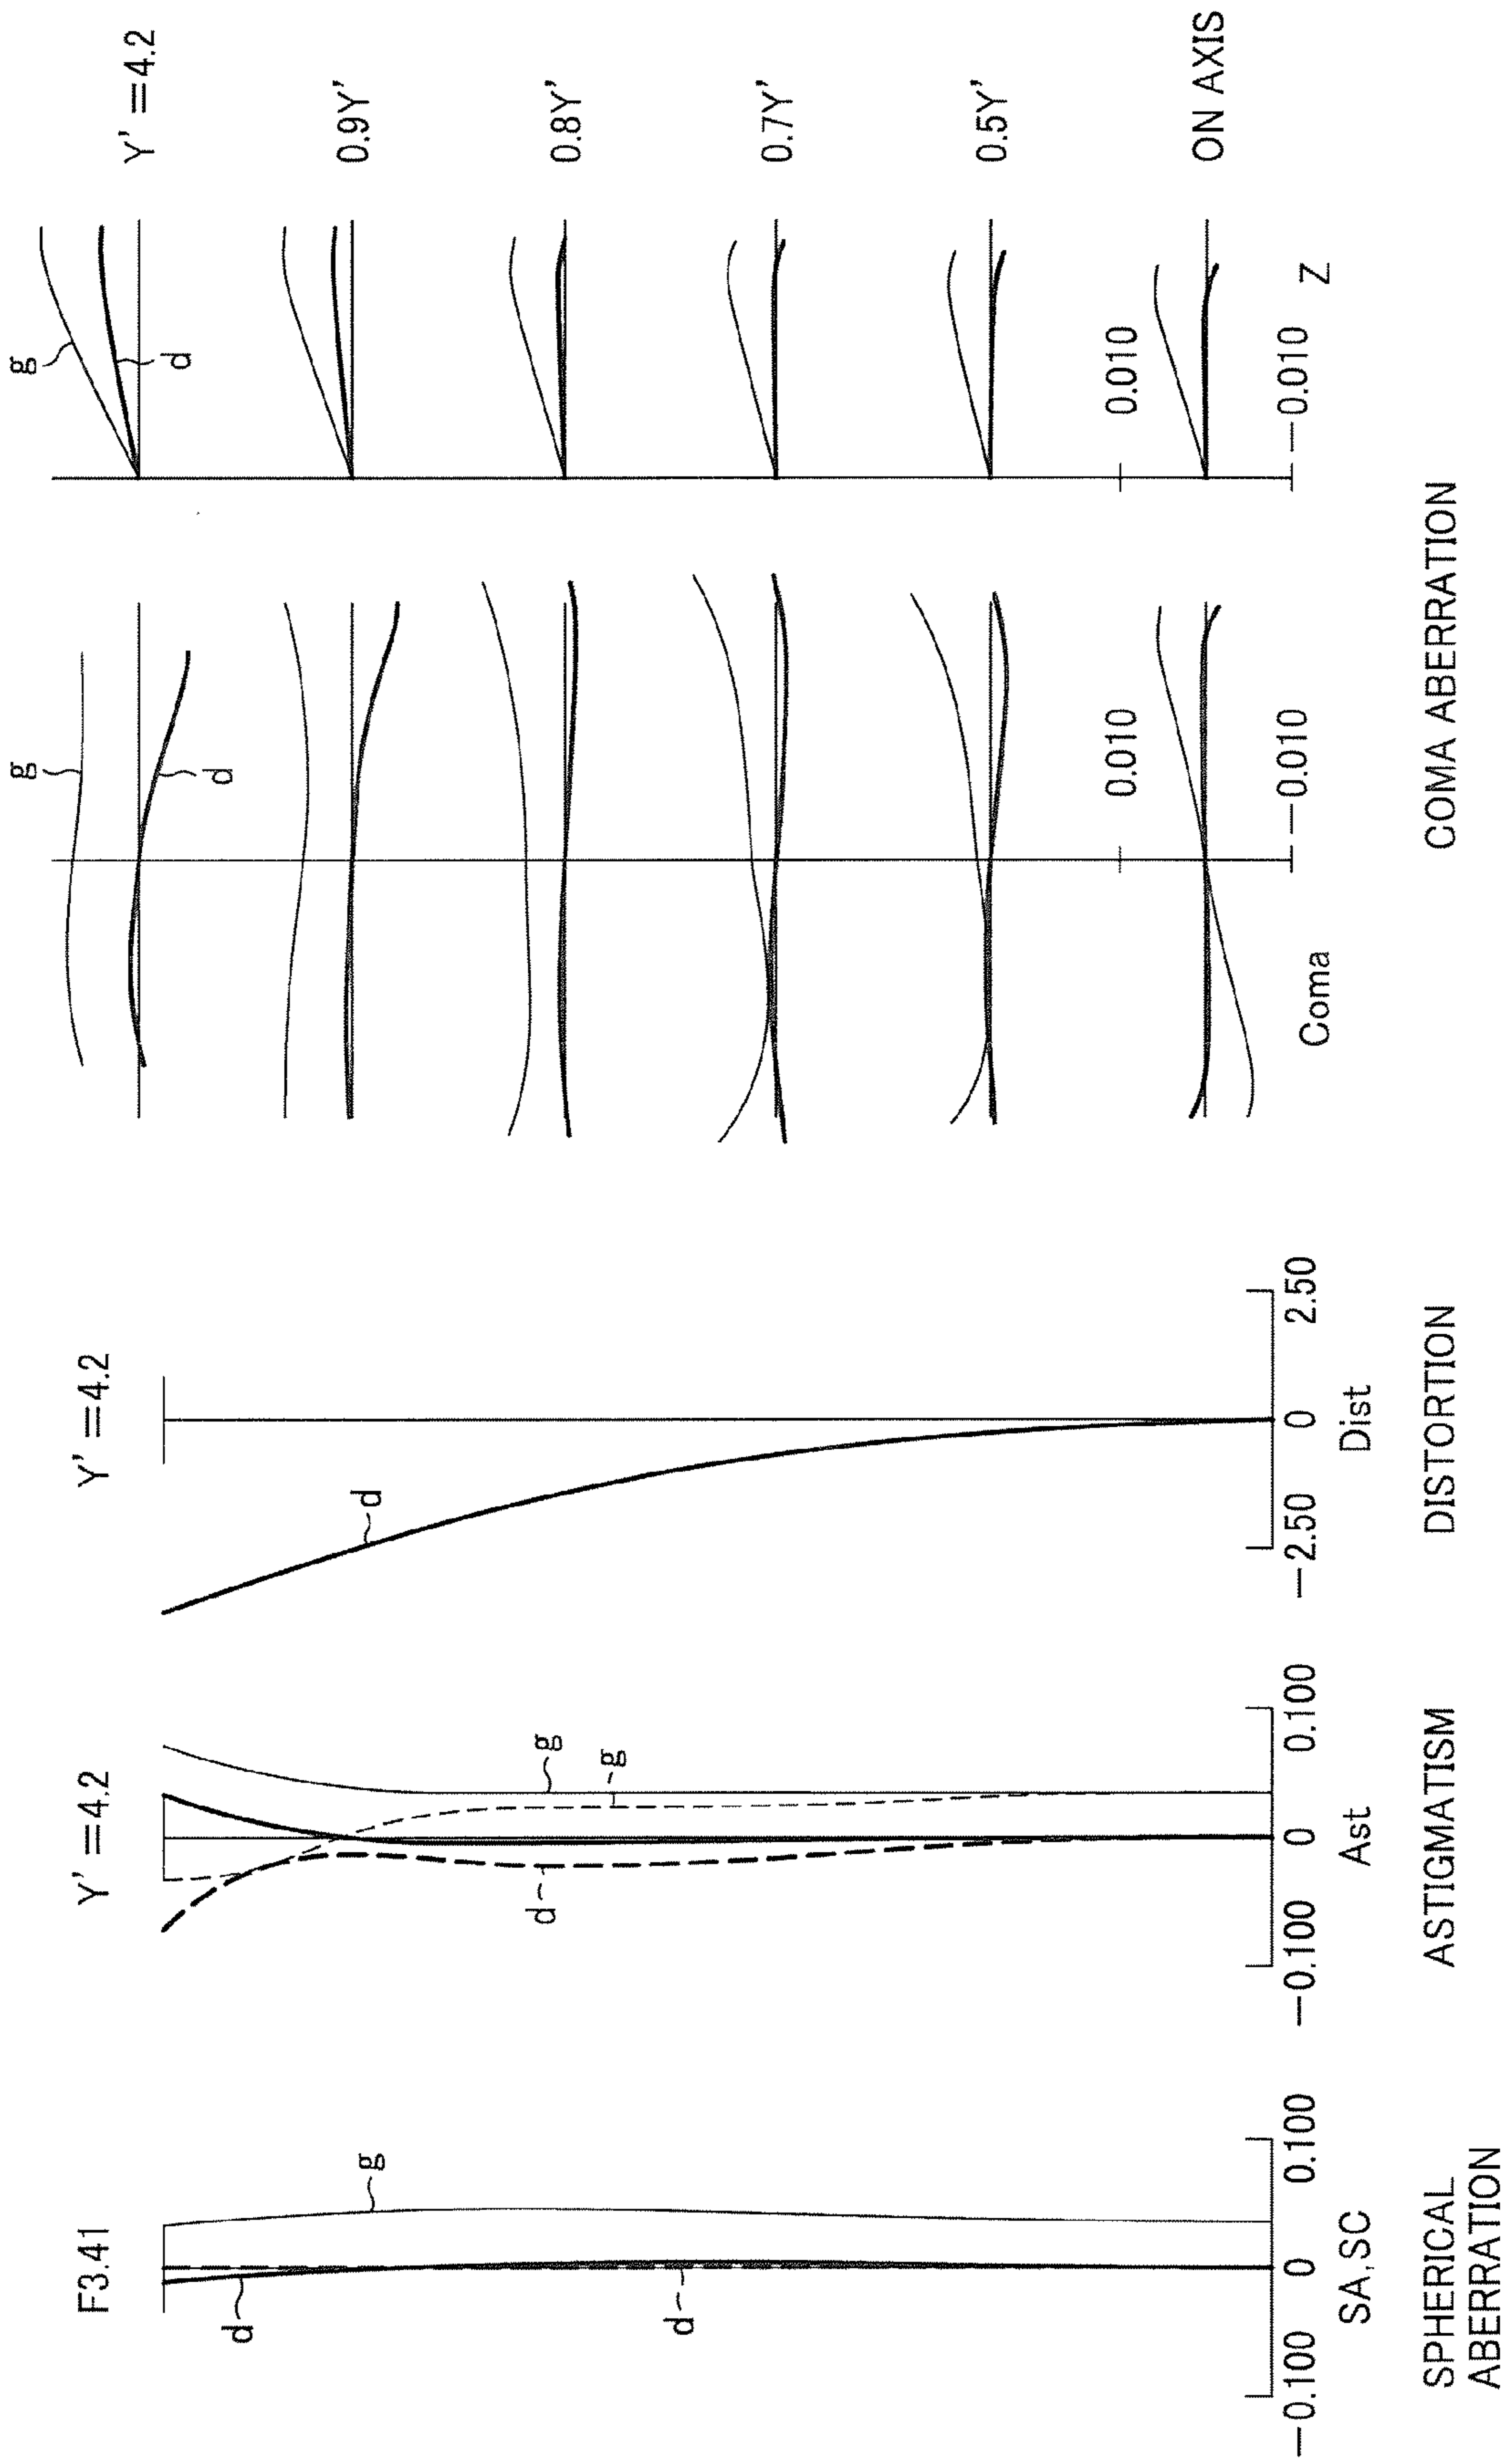 F3.41
d
g
d
−0.100
0
0.100
SA,SC
SPHERICAL
ABERRATION
Y' =4.2
g
g
d
−0.100
0
0.100
Ast
ASTIGMATISM
Y' =4.2
d
−2.50
0
2.50
Dist
DISTORTION
g
d
0.010
−0.010
Coma
g
d
0.010
−0.010
Z
Y' =4.2
0.9Y'
0.8Y'
0.7Y'
0.5Y'
ON AXIS
COMA ABERRATION